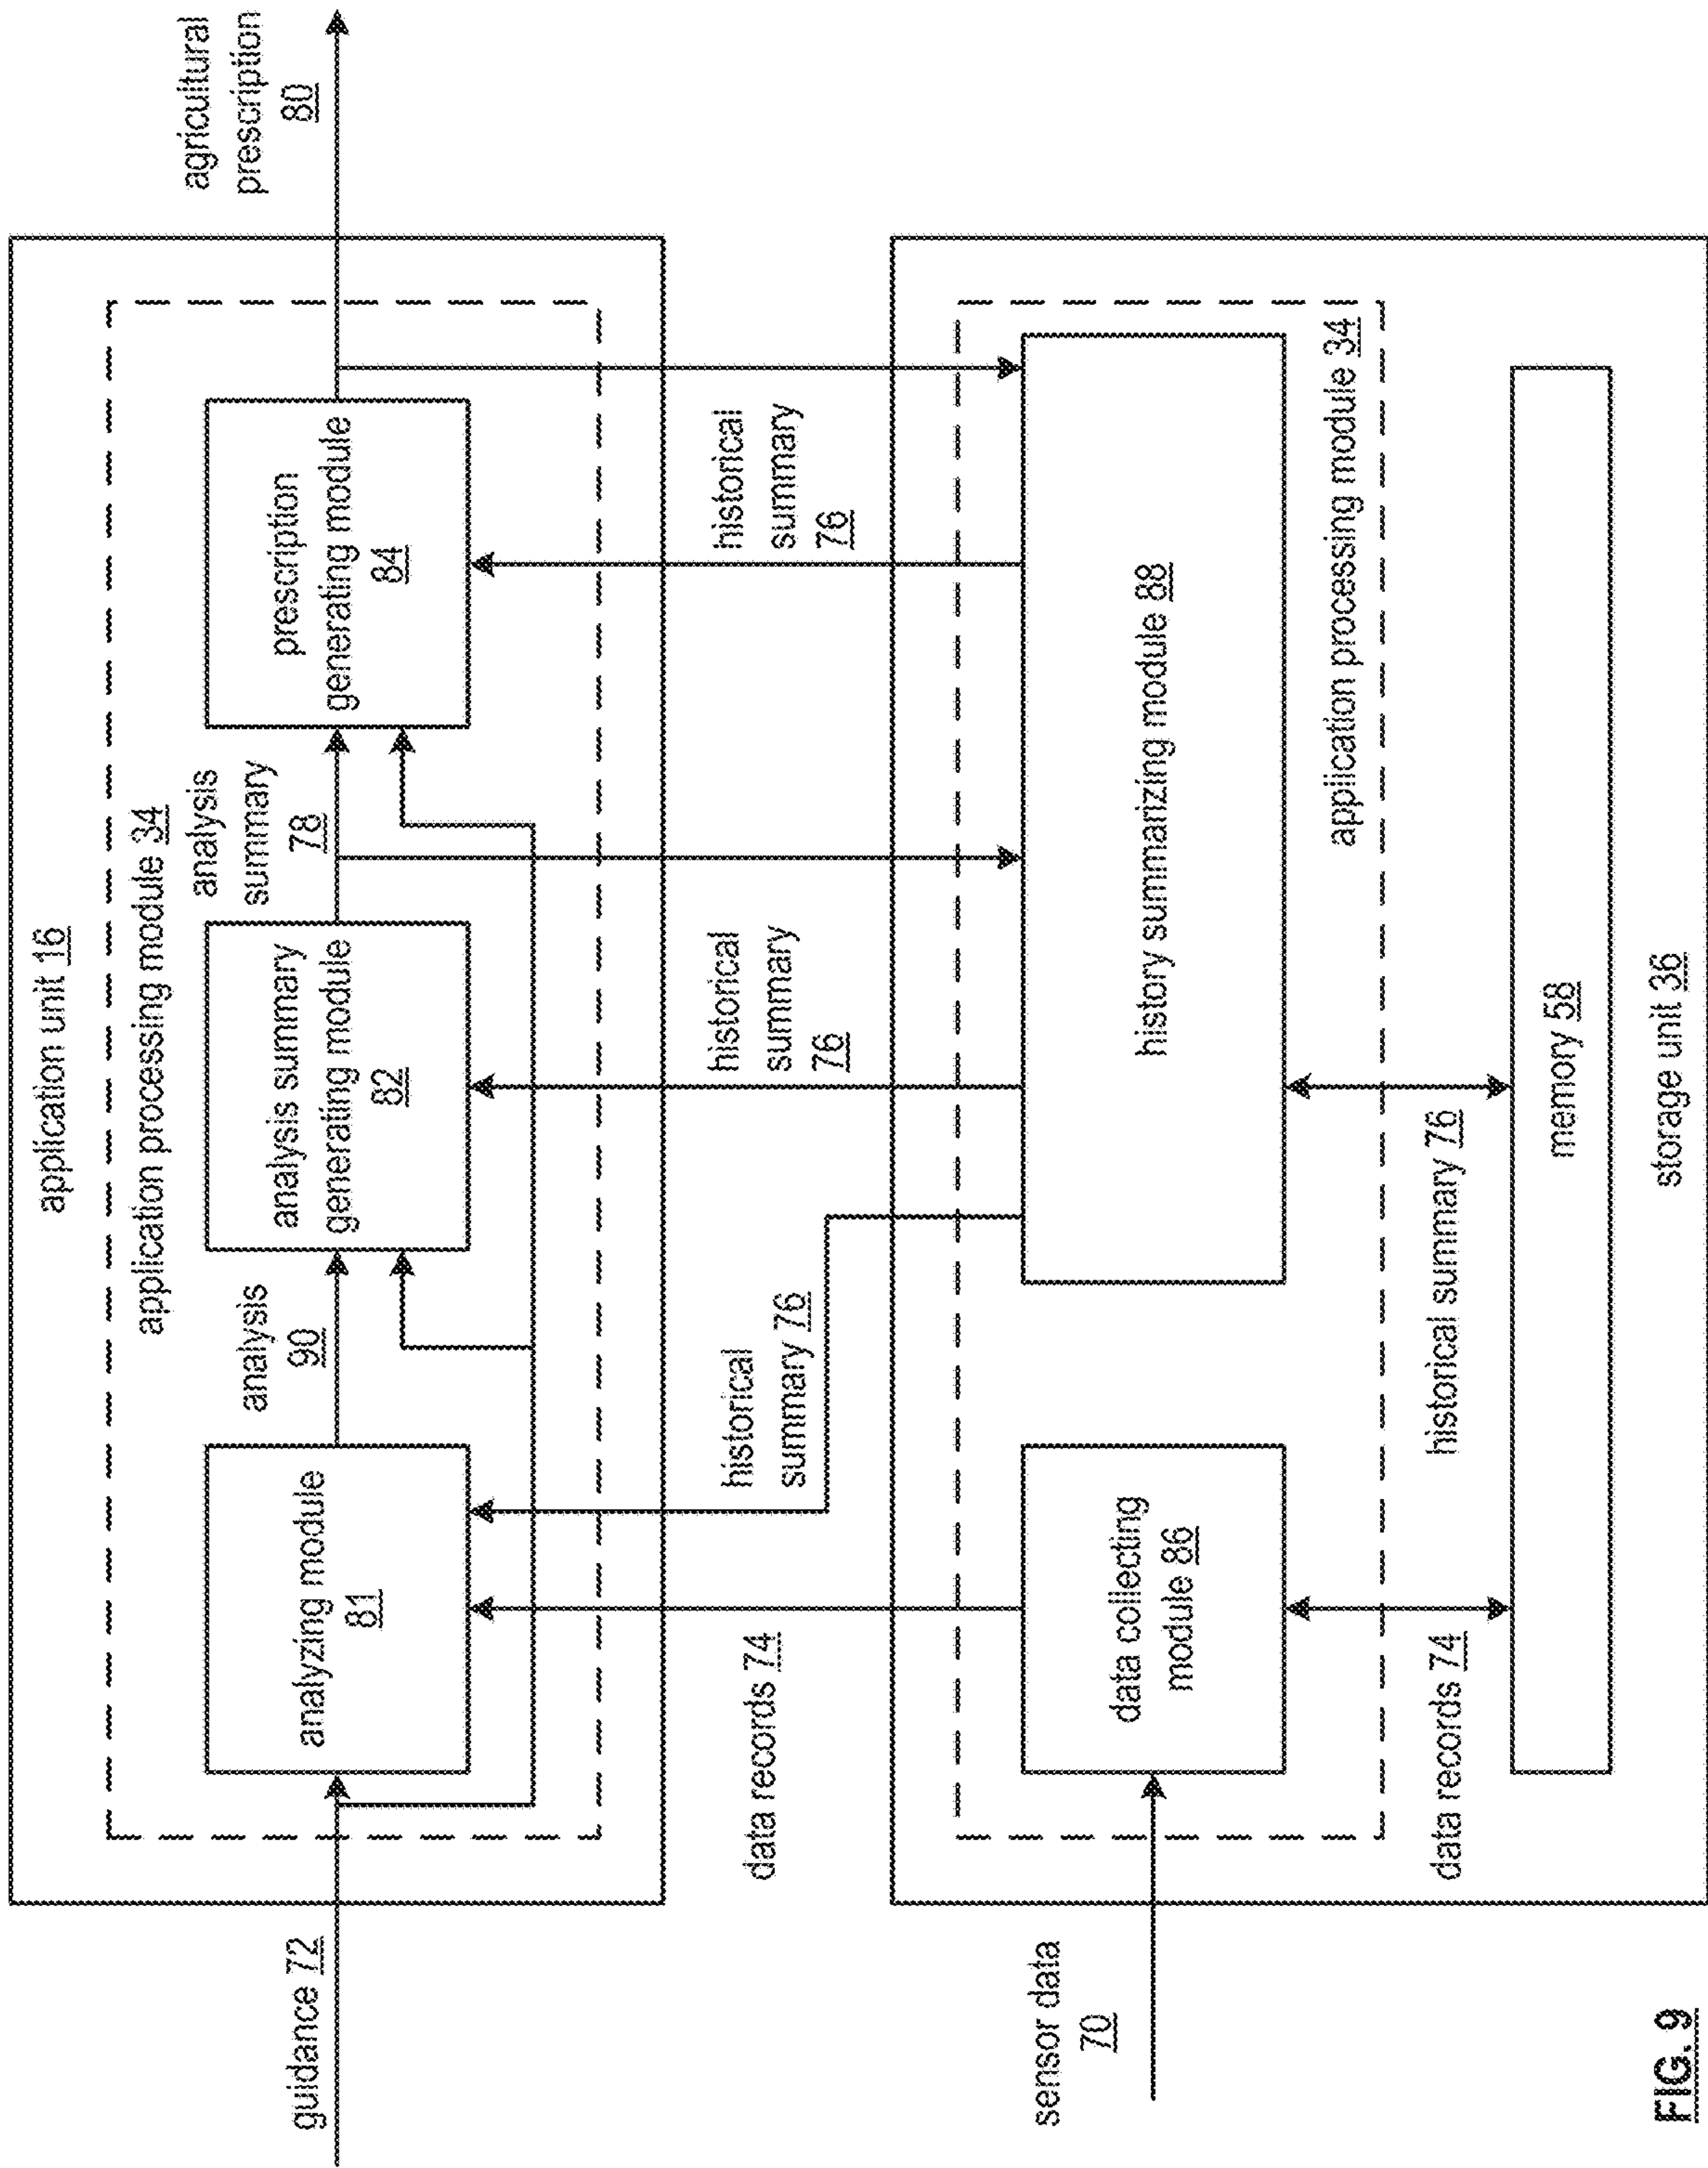 application unit 16
application processing module 34
guidance 72
analyzing module
81
analysis
90
analysis summary
generating module
82
analysis
summary
78
prescription
generating module
84
agricultural
prescription
80
data records 74
historical
summary 76
historical
summary
76
historical
summary
76
sensor data
70
data collecting
module 86
history summarizing module 88
application processing module 34
data records 74
historical summary 76
memory 58
storage unit 36
FIG. 9